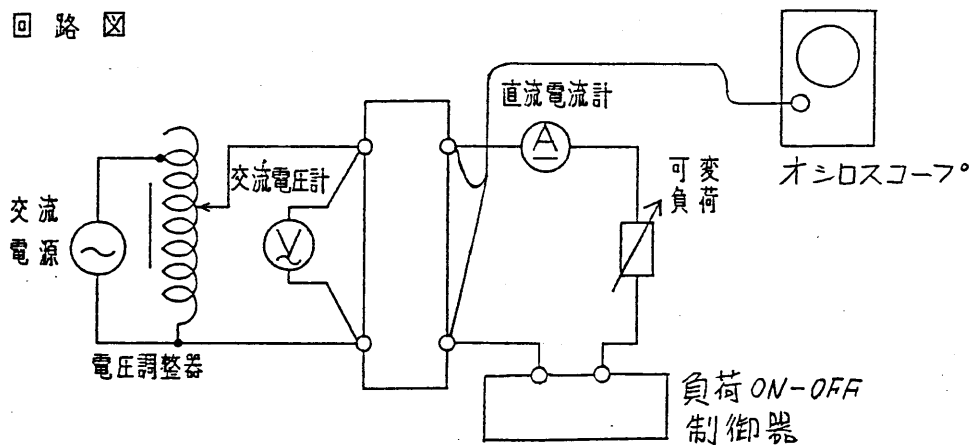 回路図
直流電流計
オシロスコープ
交流電圧計
可変
負荷
交流
電源
A
V
電圧調整器
負荷ON-OFF
制御器